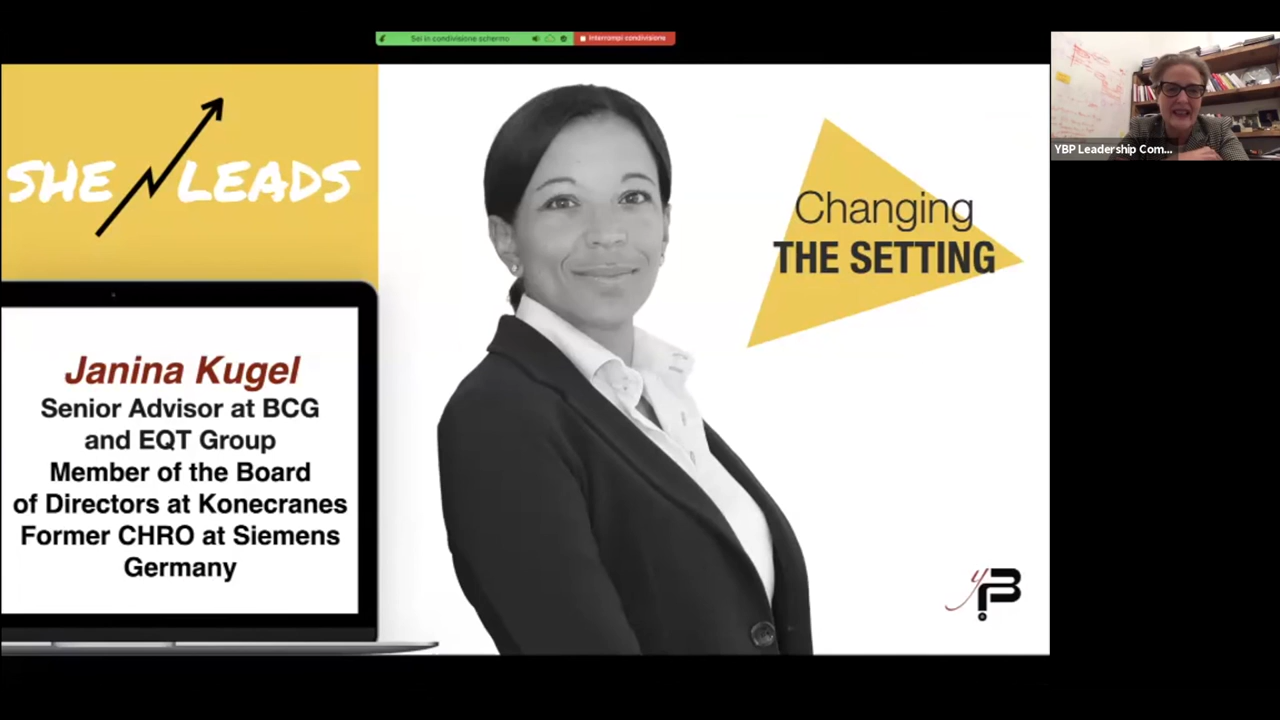 Sei in condivisione schermo
Interrompi condivisione
SHE LEADS
Changing
THE SETTING
YBP Leadership Com...
Janina Kugel
Senior Advisor at BCG
and EQT Group
Member of the Board
of Directors at Konecranes
Former CHRO at Siemens
Germany
yBP